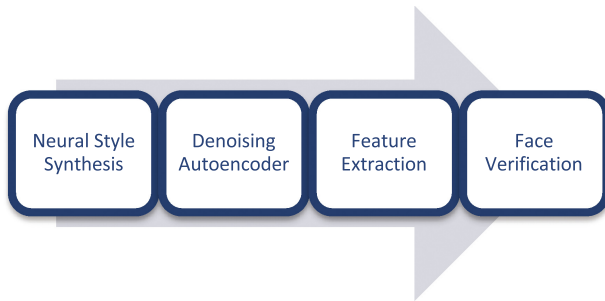 Neural Style
Synthesis
Denoising
Autoencoder
Feature
Extraction
Face
Verification